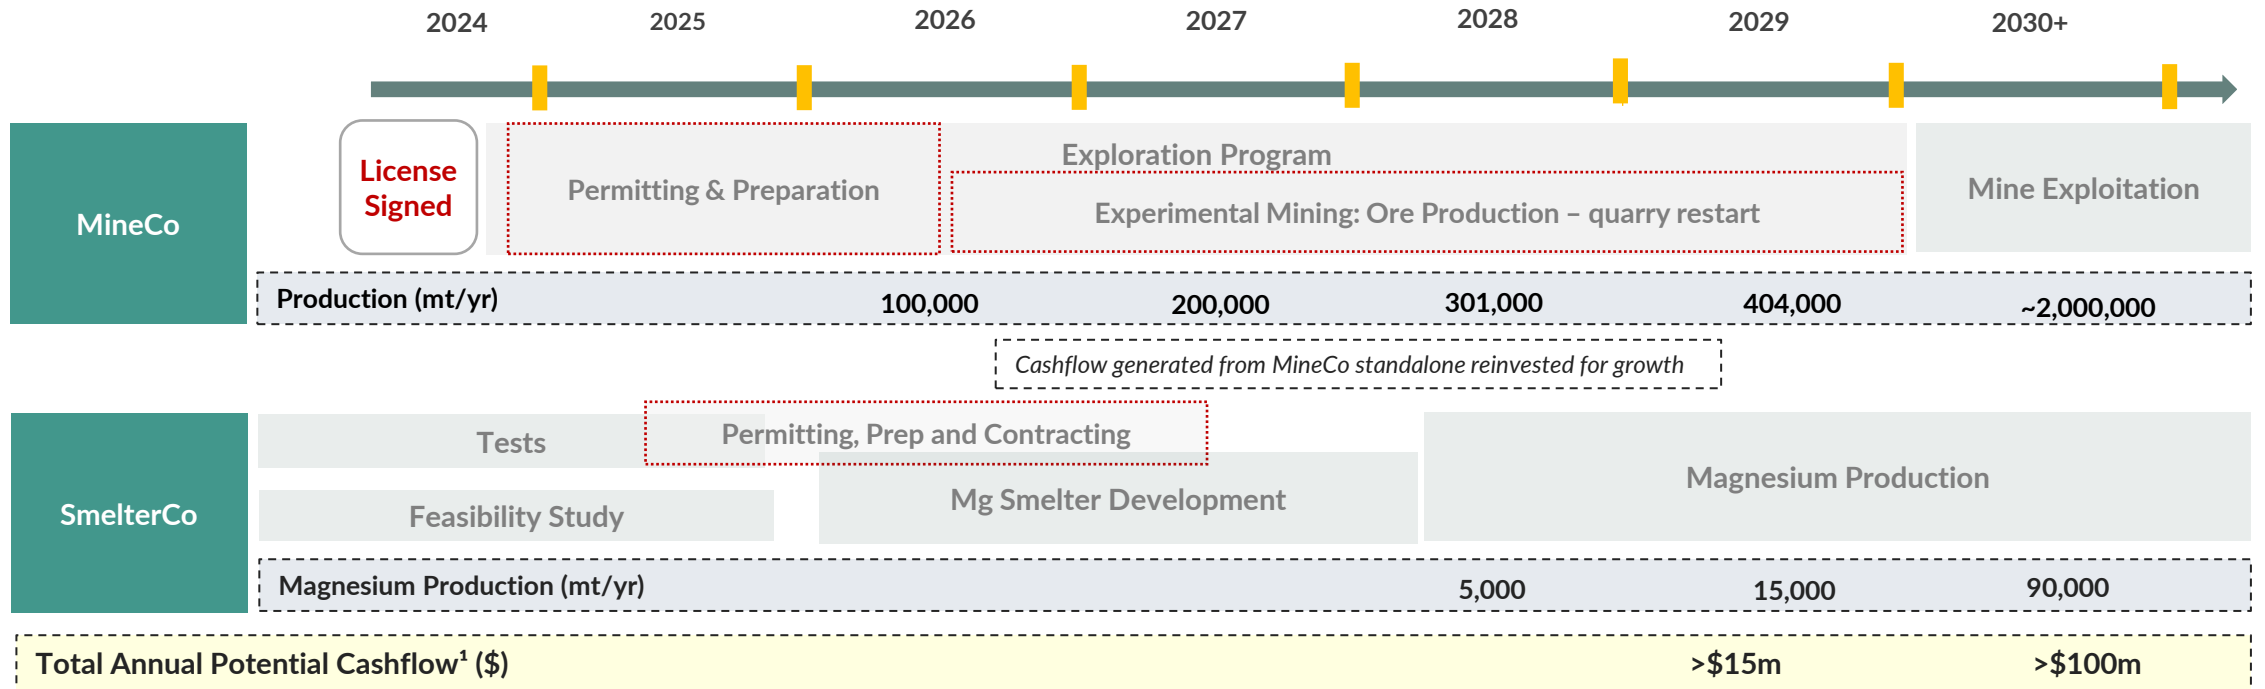 2024 2025 2026 2027 2028 2029 2030+
MineCo
License
Signed
Permitting & Preparation
Exploration Program
Experimental Mining: Ore Production – quarry restart
Mine Exploitation
Production (mt/yr) 100,000 200,000 301,000 404,000 ~2,000,000
Cashflow generated from MineCo standalone reinvested for growth
SmelterCo
Tests
Permitting, Prep and Contracting
Feasibility Study
Mg Smelter Development
Magnesium Production
Magnesium Production (mt/yr) 5,000 15,000 90,000
Total Annual Potential Cashflow¹ ($) >$15m >$100m